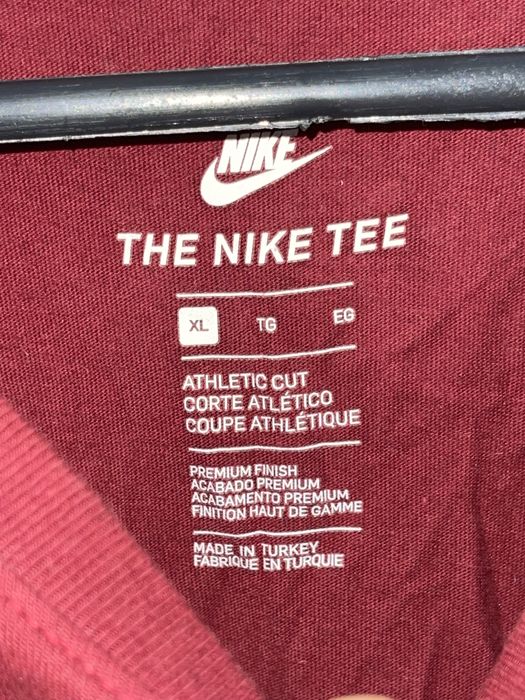 NIKE
THE NIKE TEE
XL TG EG
ATHLETIC CUT
CORTE ATLÉTICO
COUPE ATHLÉTIQUE
PREMIUM FINISH
ACABADO PREMIUM
ACABAMENTO PREMIUM
FINITION HAUT DE GAMME
MADE IN TURKEY
FABRIQUE EN TURQUIE